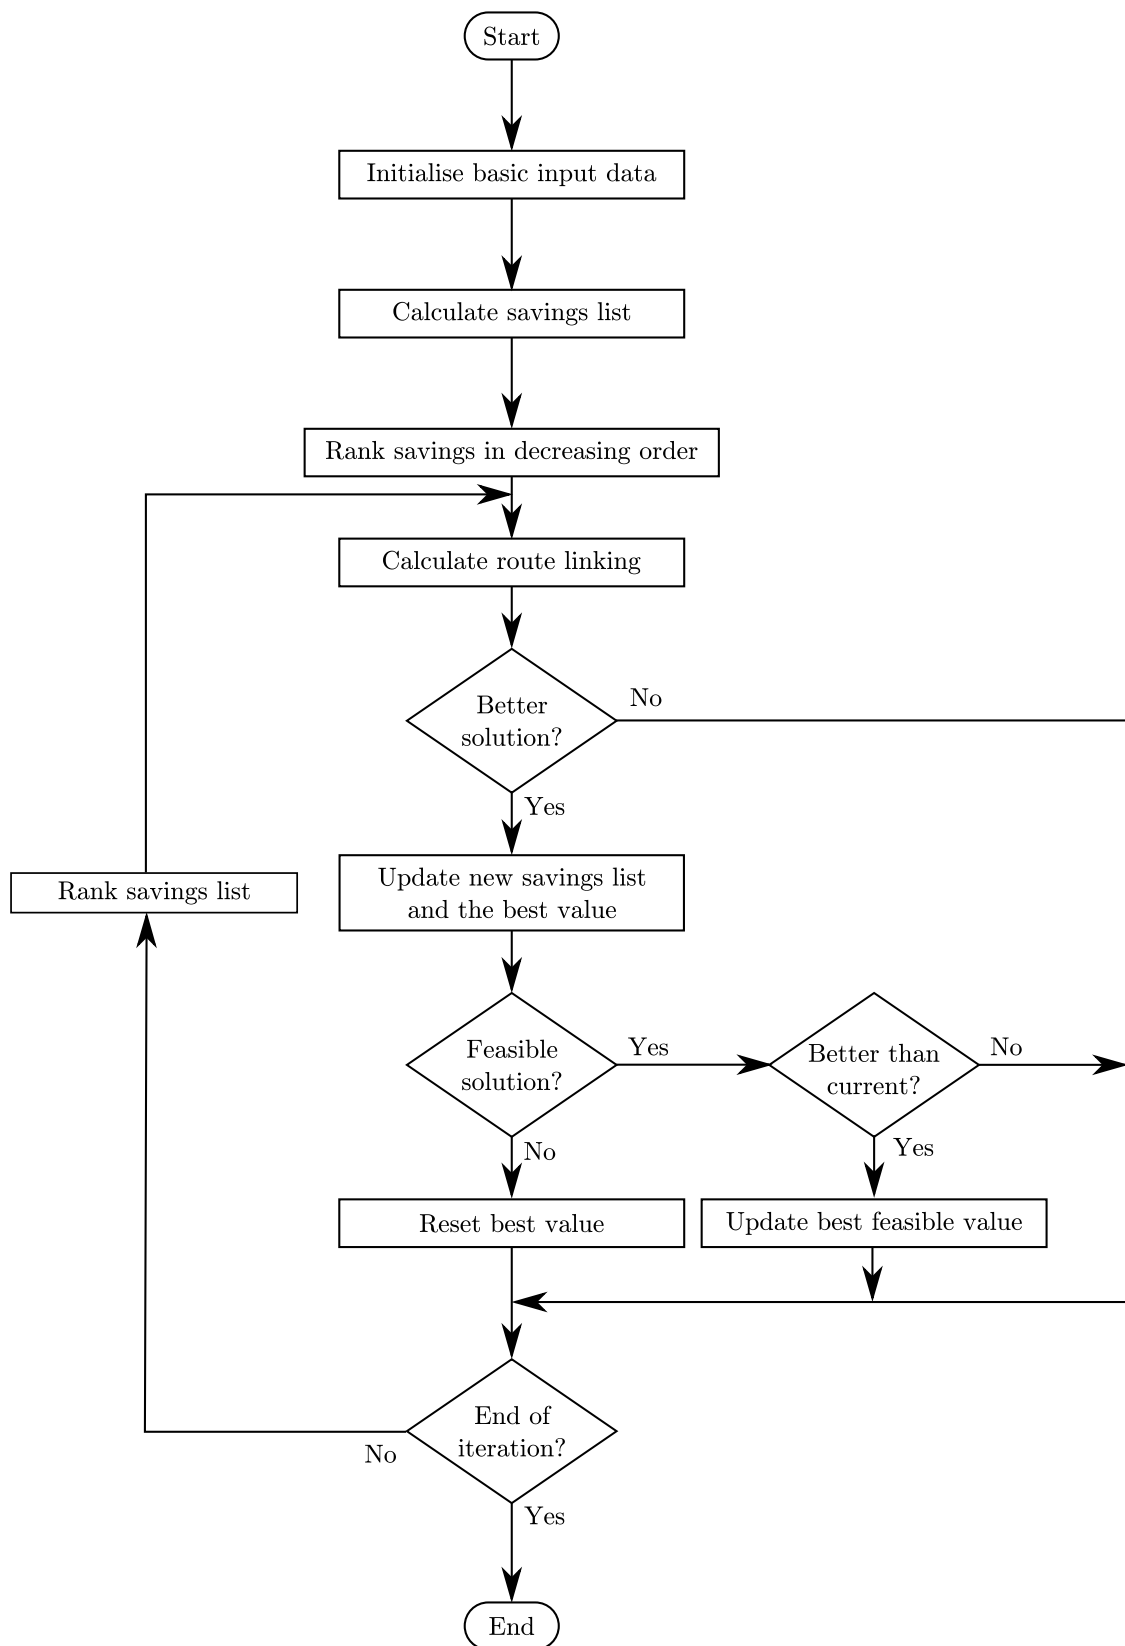 Start
Initialise basic input data
Calculate savings list
Rank savings in decreasing order
Calculate route linking
Better
solution?
No
Yes
Rank savings list
Update new savings list
and the best value
Feasible
solution?
Yes
Better than
current?
No
No
Yes
Reset best value
Update best feasible value
End of
iteration?
No
Yes
End